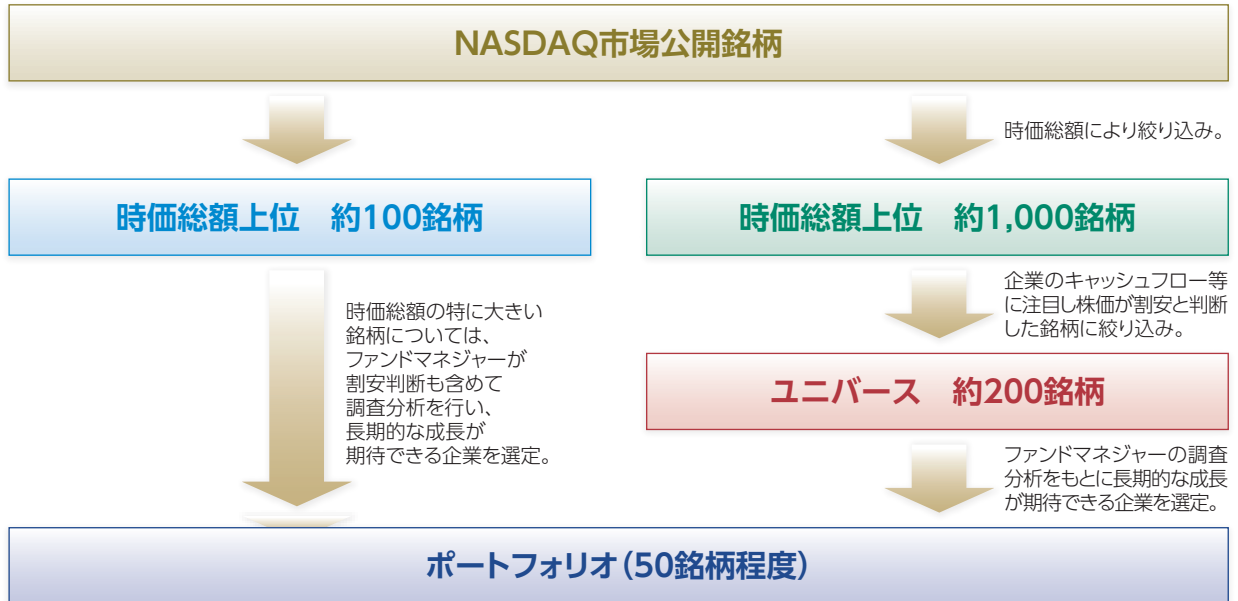 NASDAQ市場公開銘柄
時価総額により絞り込み。
時価総額上位　約100銘柄
時価総額上位　約1,000銘柄
時価総額の特に大きい
銘柄については、
ファンドマネジャーが
割安判断も含めて
調査分析を行い、
長期的な成長が
期待できる企業を選定。
企業のキャッシュフロー等
に注目し株価が割安と判断
した銘柄に絞り込み。
ユニバース　約200銘柄
ファンドマネジャーの調査
分析をもとに長期的な成長
が期待できる企業を選定。
ポートフォリオ（50銘柄程度）